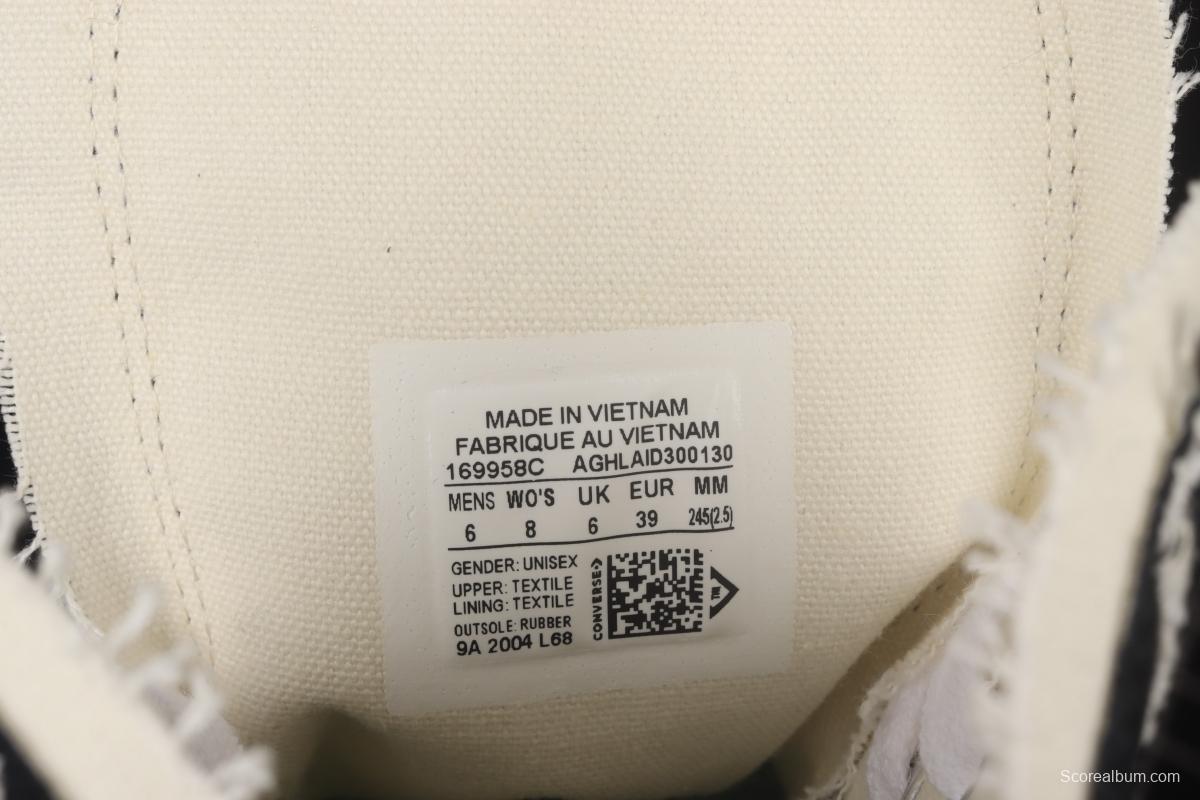 MADE IN VIETNAM
FABRIQUE AU VIETNAM
169958C AGHLAID300130
MENS WO'S UK EUR MM
6 8 6 39 245(2.5)
GENDER: UNISEX
UPPER: TEXTILE
LINING: TEXTILE
OUTSOLE: RUBBER
9A 2004 L68
CONVERSE
TM
Scorealbum.com